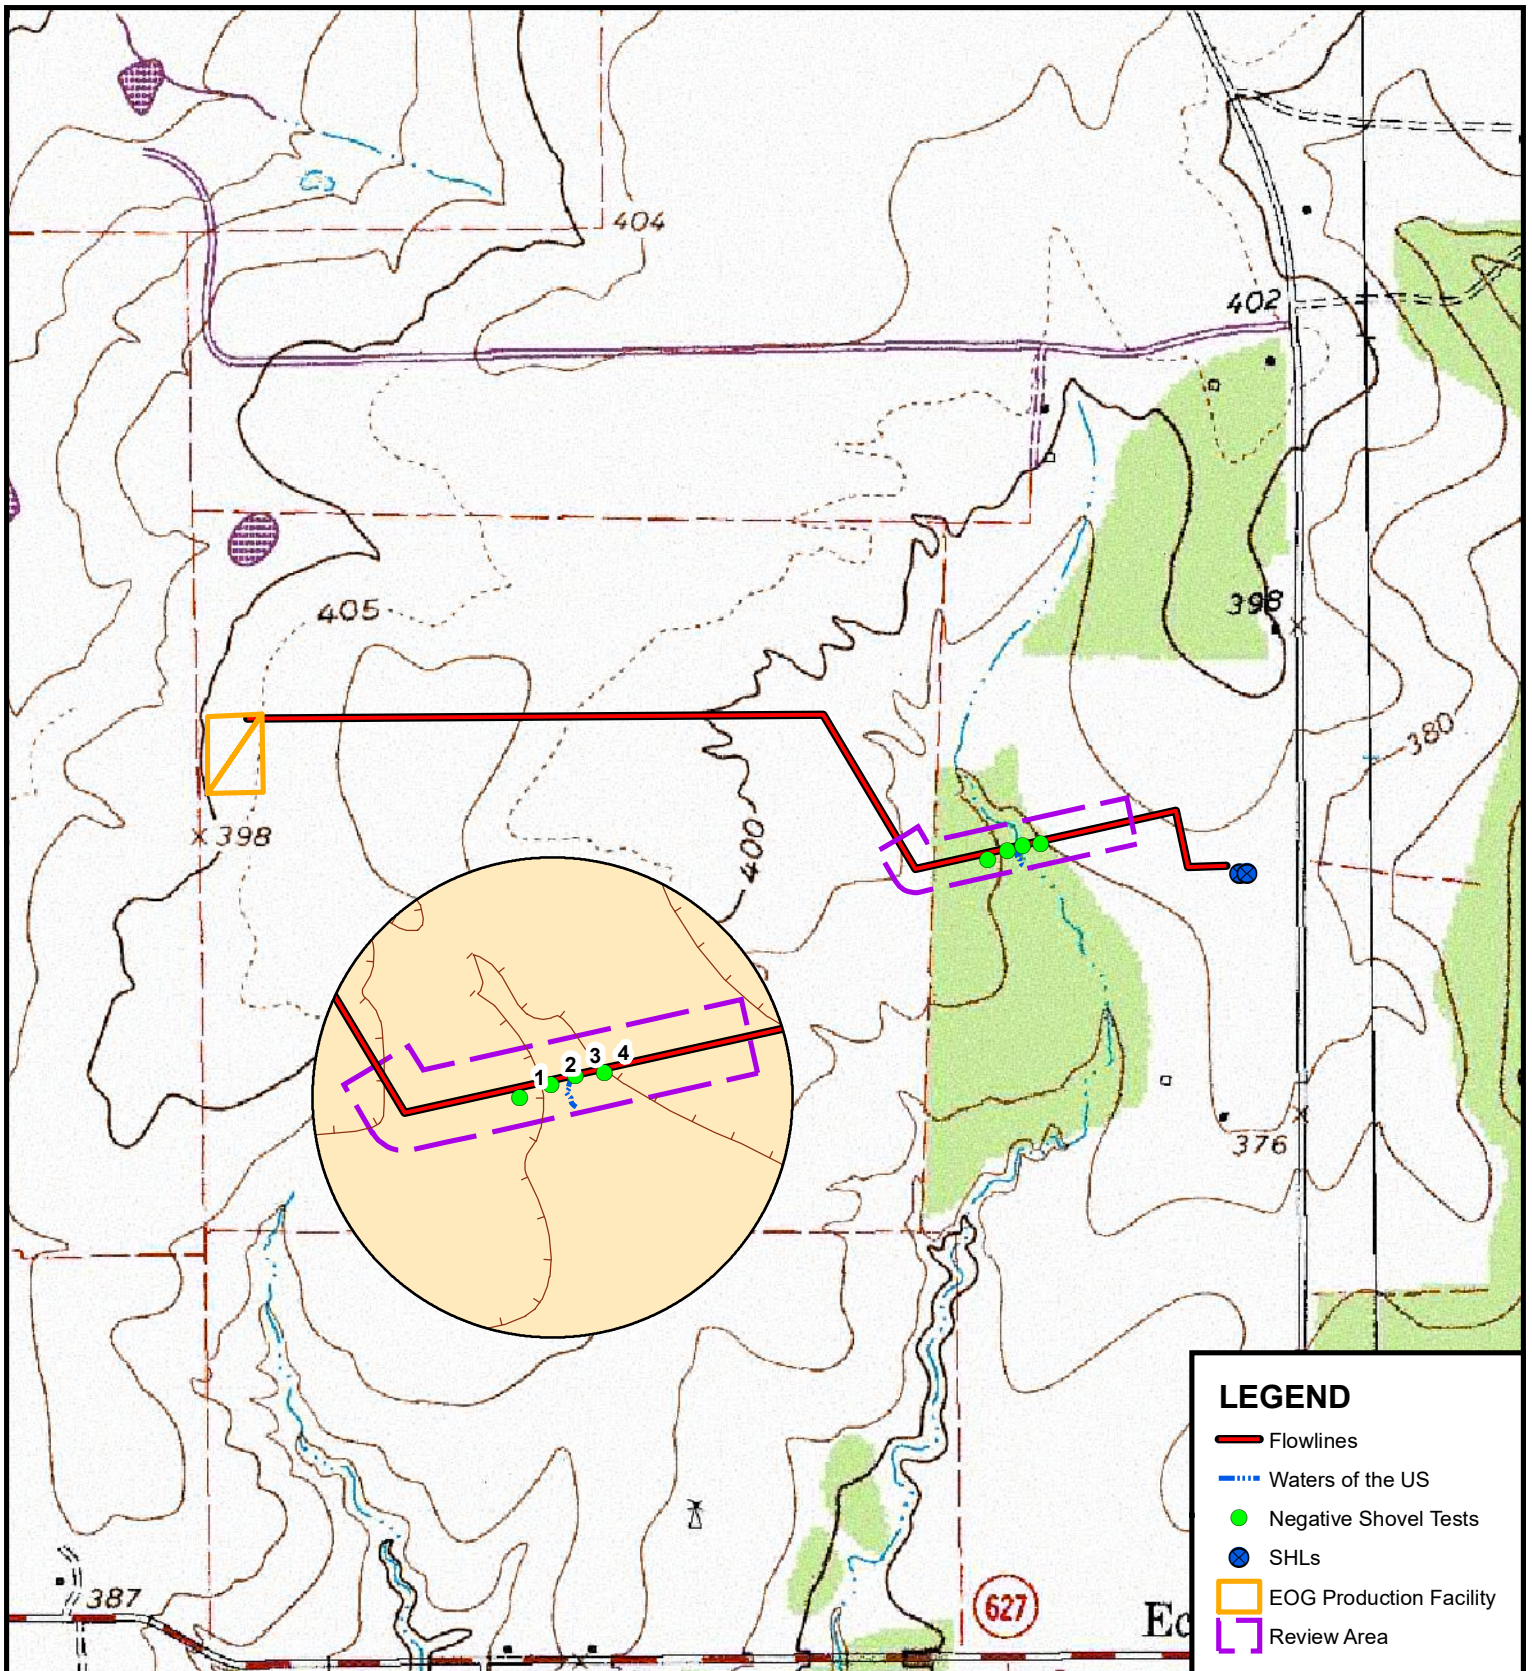 404
402
405
398
380
398
400
1 2 3 4
376
LEGEND
Flowlines
Waters of the US
Negative Shovel Tests
SHLs
EOG Production Facility
Review Area
387
627
Ec